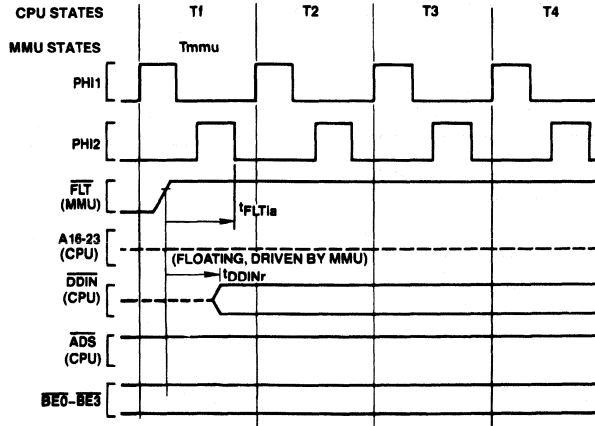 CPU STATES Tf T2 T3 T4
MMU STATES Tmmu
PHI1
PHI2
FLT
(MMU)
tFLTIa
A16-23
(CPU)
(FLOATING, DRIVEN BY MMU)
DDIN
(CPU)
tDDINr
ADS
(CPU)
BE0-BE3